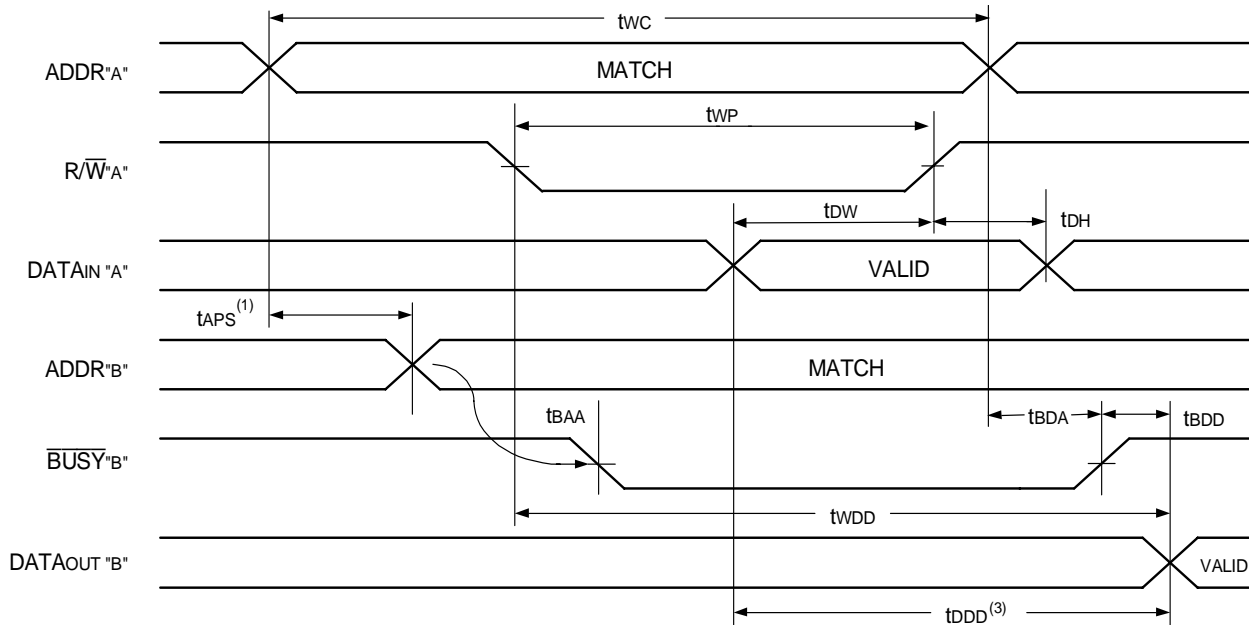 tWC
ADDR"A"
MATCH
tWP
R/W̅"A"
tDW
tDH
DATAIN "A"
VALID
tAPS(1)
ADDR"B"
MATCH
tBAA
tBDA
tBDD
B̅U̅S̅Y̅"B"
tWDD
DATAOUT "B"
VALID
tDDD(3)